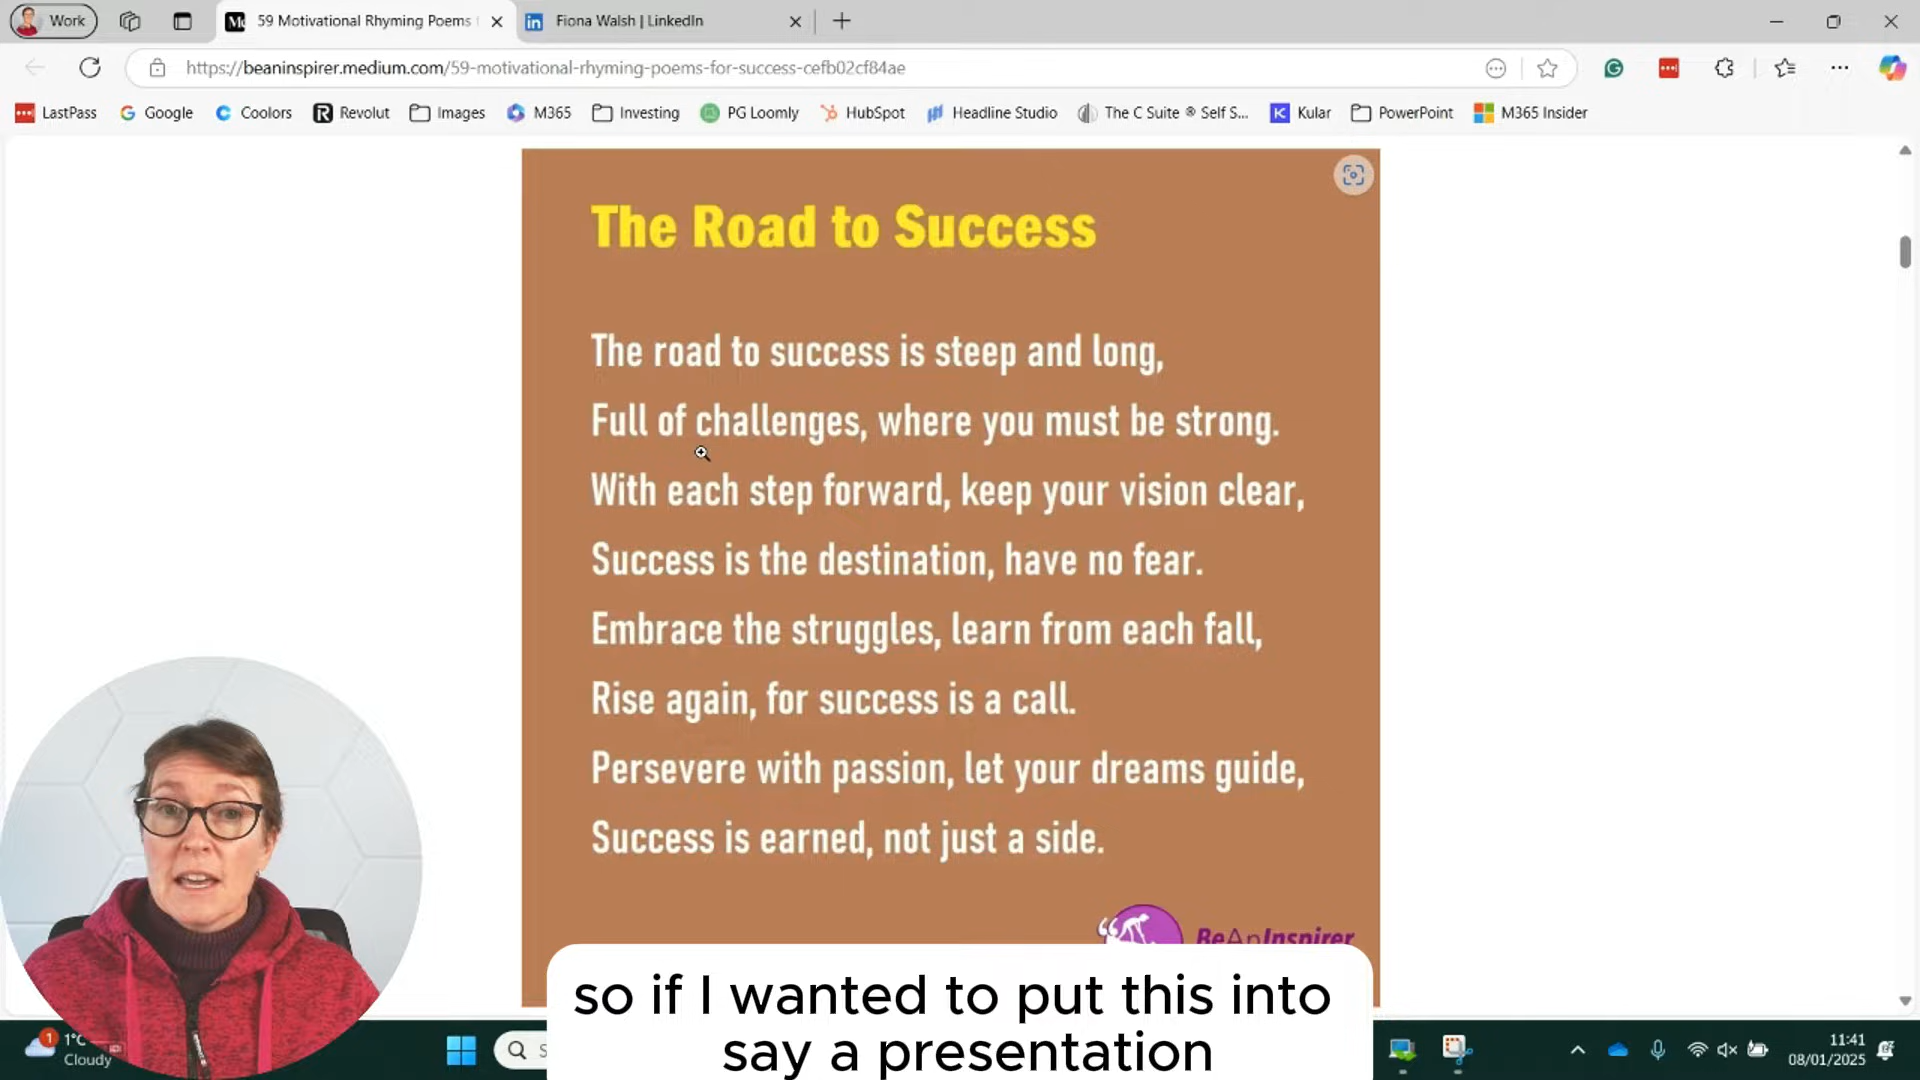 Work
59 Motivational Rhyming Poems
Fiona Walsh | LinkedIn
https://beaninspirer.medium.com/59-motivational-rhyming-poems-for-success-cefb02cf84ae
LastPass
Google
Coolors
Revolut
Images
M365
Investing
PG Loomly
HubSpot
Headline Studio
The C Suite ® Self S...
Kular
PowerPoint
M365 Insider
The Road to Success
The road to success is steep and long,
Full of challenges, where you must be strong.
With each step forward, keep your vision clear,
Success is the destination, have no fear.
Embrace the struggles, learn from each fall,
Rise again, for success is a call.
Persevere with passion, let your dreams guide,
Success is earned, not just a side.
BeAnInspirer
so if I wanted to put this into
say a presentation
1
1°C
Cloudy
S
11:41
08/01/2025